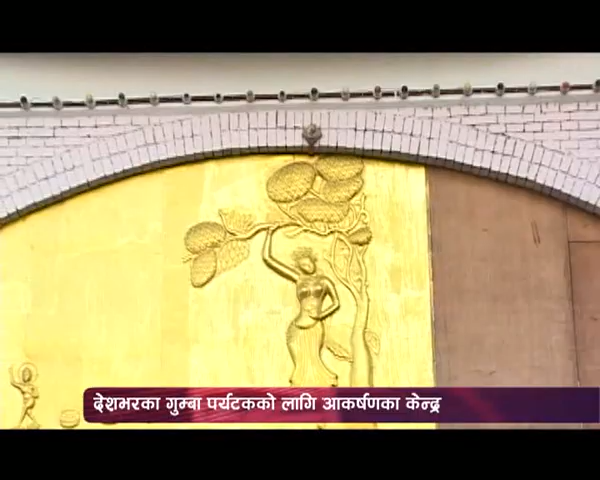 देशभरका गुम्बा पर्यटकको लागि आकर्षणका केन्द्र